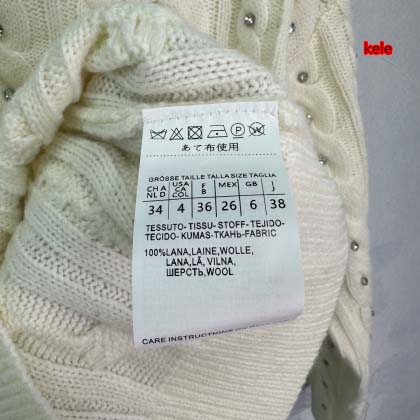 kele
あて布使用
GRÖSSE TAILLE TALLA SIZE TAGLIA
CH A NL D USA CA COL F B MEX GB J
34 4 36 26 6 38
TESSUTO- TISSU- STOFF- TEJIDO-
TECIDO- KUMAS-ТКАНЬ-FABRIC
100%LANA,LAINE,WOLLE,
LANA,LÃ, VILNA,
ШЕРСТЬ,WOOL
CARE INSTRUCTIONS